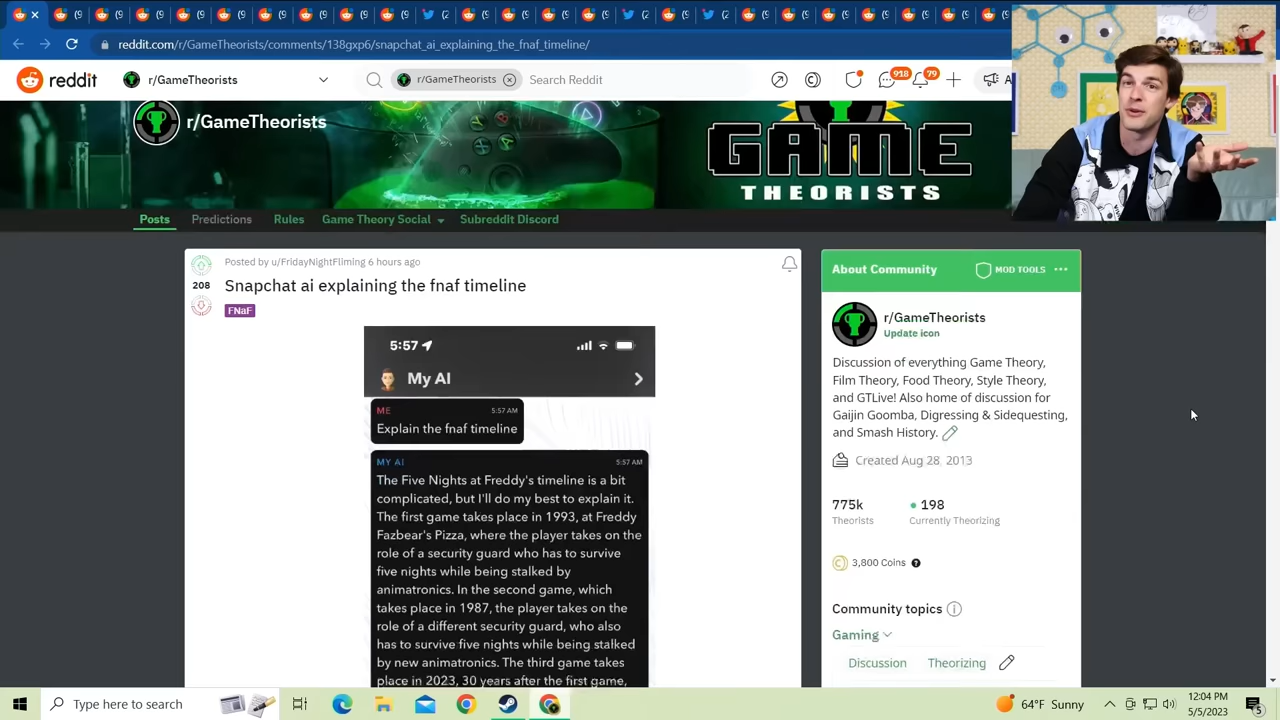 reddit.com/r/GameTheorists/comments/138gxp6/snapchat_ai_explaining_the_fnaf_timeline/
reddit
r/GameTheorists
r/GameTheorists
Search Reddit
918
79
r/GameTheorists
GAME
THEORISTS
Posts
Predictions
Rules
Game Theory Social
Subreddit Discord
Posted by u/FridayNightFliming 6 hours ago
208
Snapchat ai explaining the fnaf timeline
FNaF
5:57
My AI
ME
5:57 AM
Explain the fnaf timeline
MY AI
5:57 AM
The Five Nights at Freddy's timeline is a bit
complicated, but I'll do my best to explain it.
The first game takes place in 1993, at Freddy
Fazbear's Pizza, where the player takes on the
role of a security guard who has to survive
five nights while being stalked by
animatronics. In the second game, which
takes place in 1987, the player takes on the
role of a different security guard, who also
has to survive five nights while being stalked
by new animatronics. The third game takes
place in 2023, 30 years after the first game,
About Community
MOD TOOLS
r/GameTheorists
Update icon
Discussion of everything Game Theory,
Film Theory, Food Theory, Style Theory,
and GTLive! Also home of discussion for
Gaijin Goomba, Digressing & Sidequesting,
and Smash History.
Created Aug 28, 2013
775k
198
Theorists
Currently Theorizing
3,800 Coins
Community topics
Gaming
Discussion
Theorizing
Type here to search
64°F Sunny
12:04 PM
5/5/2023
5